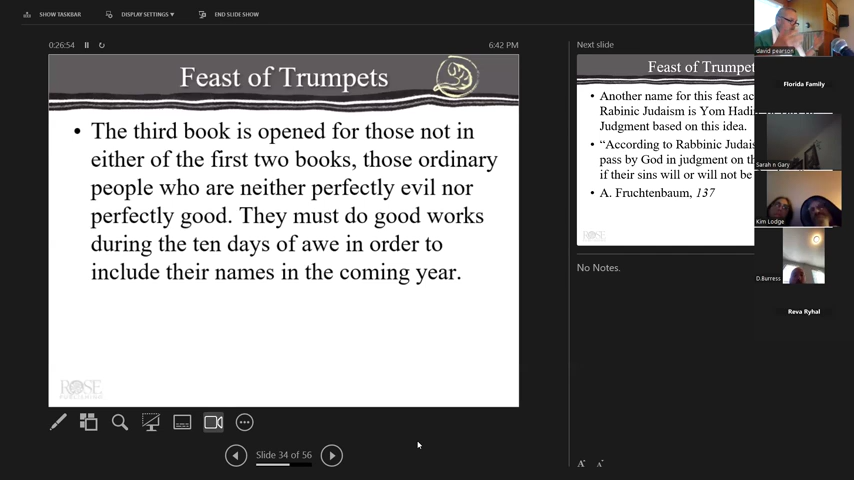 SHOW TASKBAR
DISPLAY SETTINGS ▼
END SLIDE SHOW
0:26:54
6:42 PM
Feast of Trumpets
• The third book is opened for those not in
either of the first two books, those ordinary
people who are neither perfectly evil nor
perfectly good. They must do good works
during the ten days of awe in order to
include their names in the coming year.
ROSE
Slide 34 of 56
Next slide
Feast of Trumpet
• Another name for this feast ac
Rabinic Judaism is Yom Hadi
Judgment based on this idea.
• “According to Rabbinic Judais
pass by God in judgment on th
if their sins will or will not be
• A. Fruchtenbaum, 137
ROSE
No Notes.
A A
david pearson
Florida Family
Sarah n Gary
Kim Lodge
D.Burress
Reva Ryhal